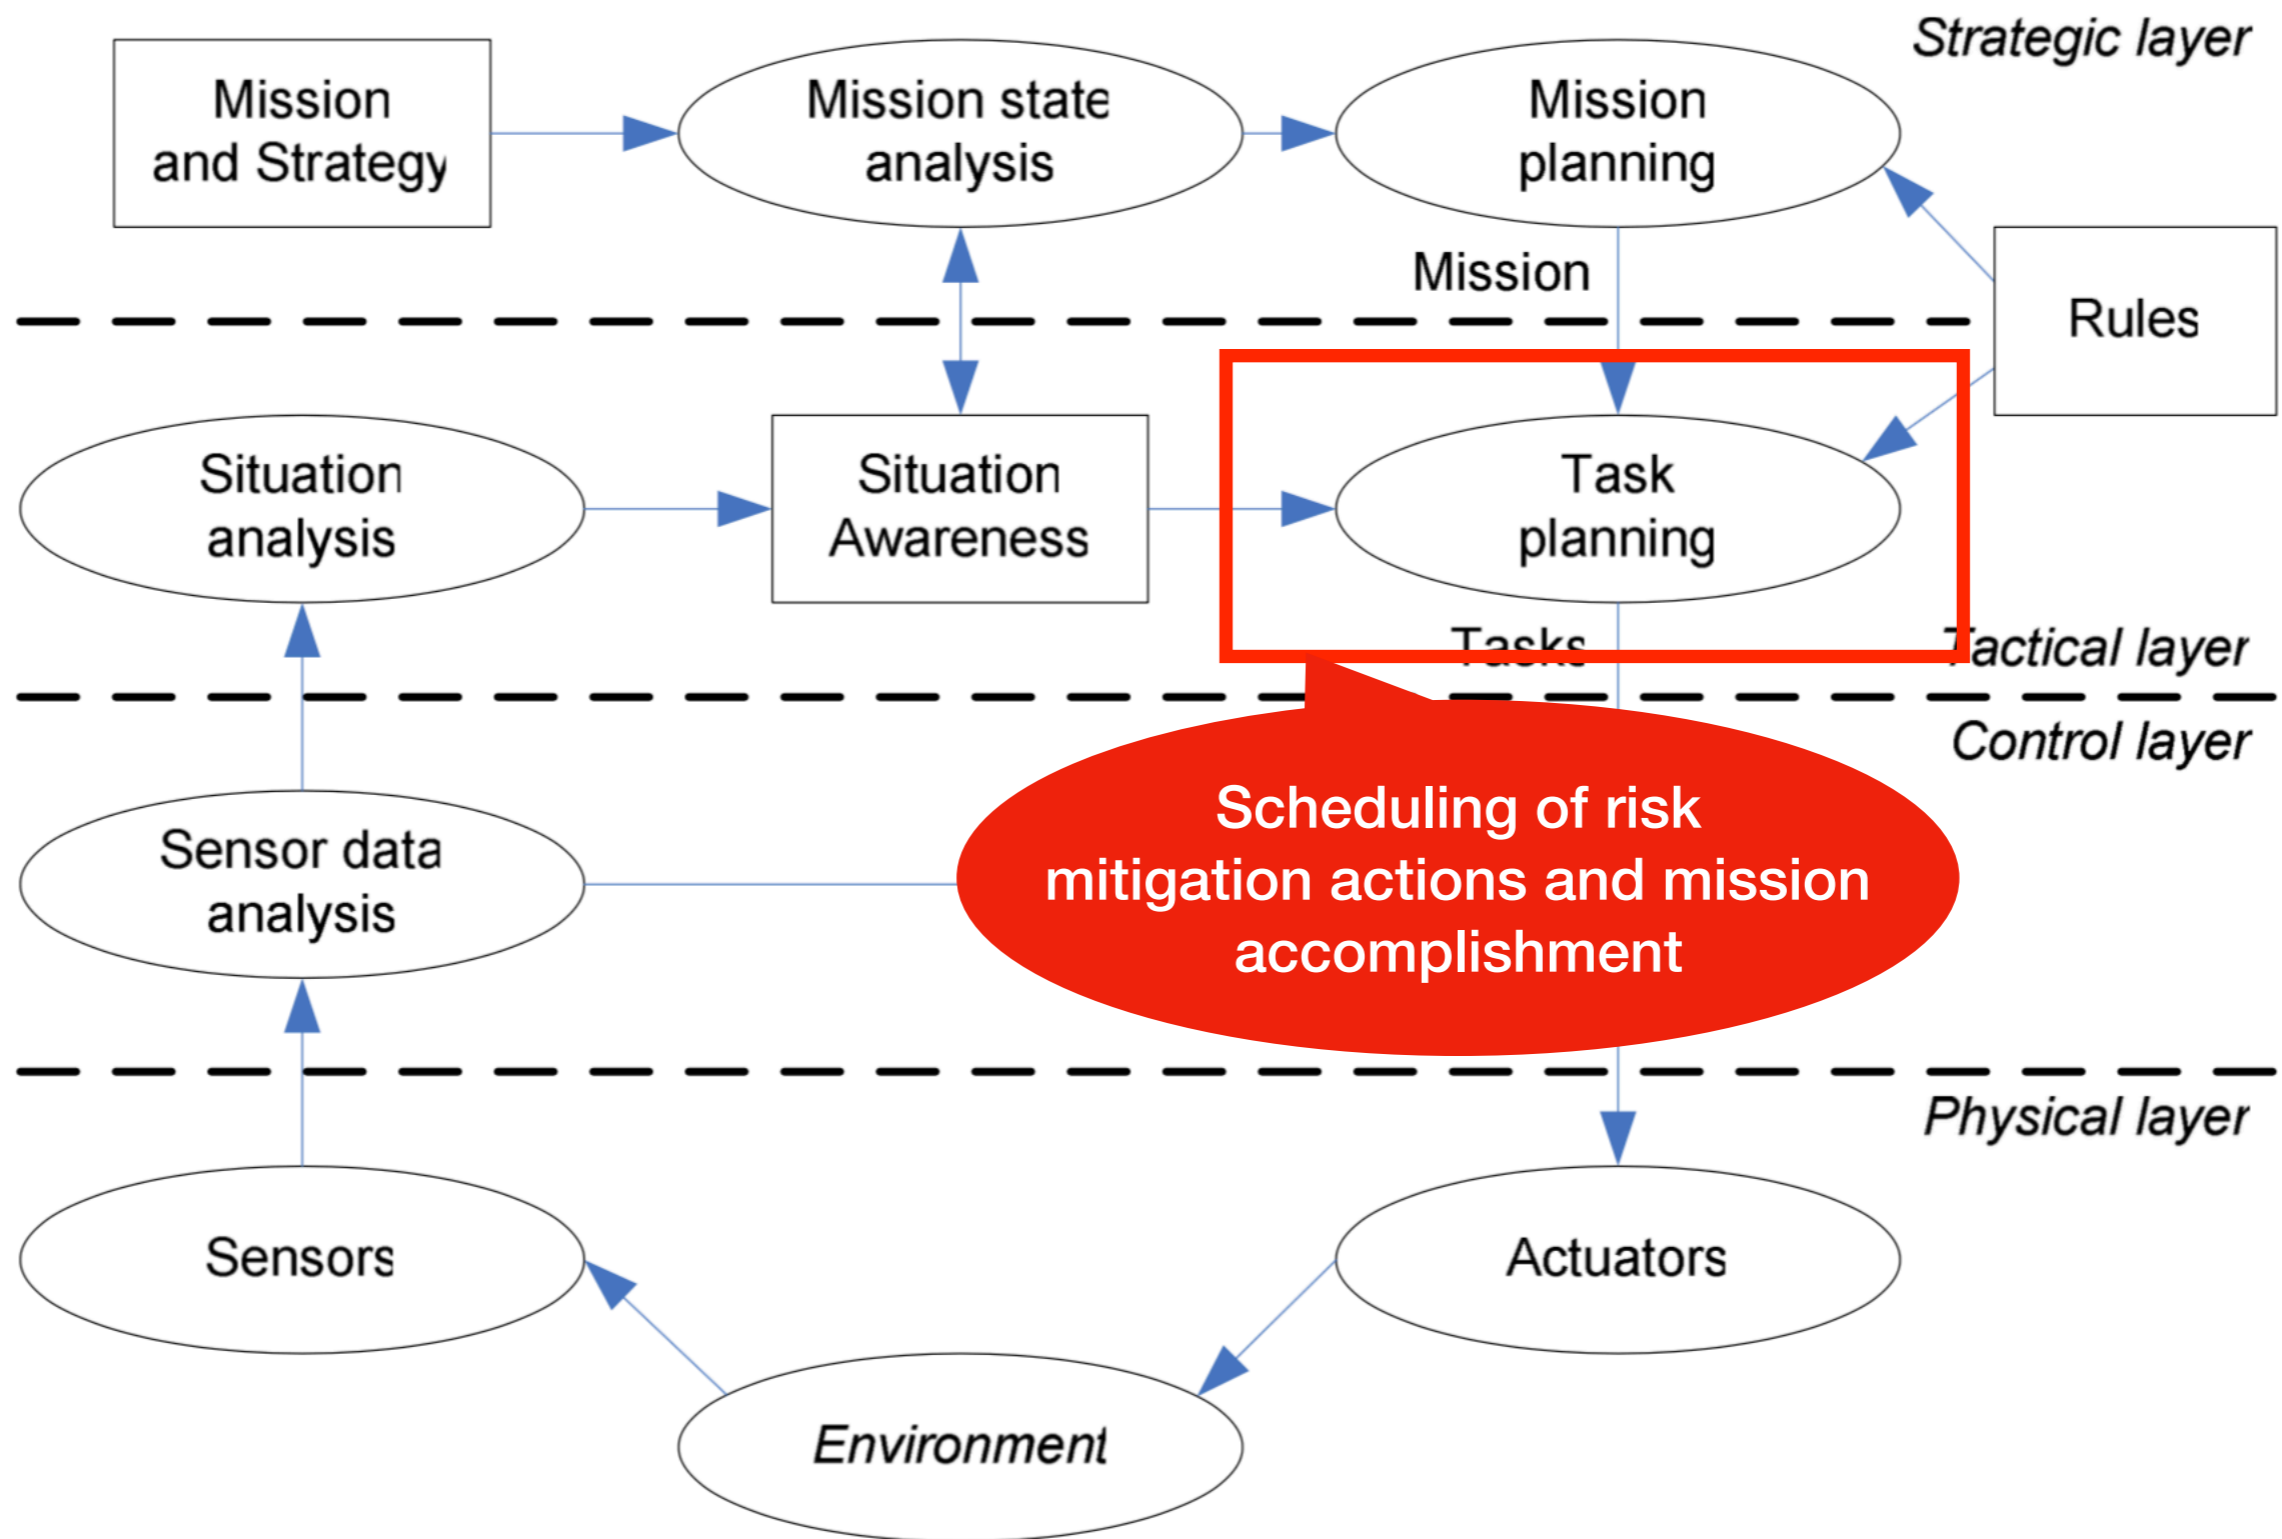 Strategic layer
Mission
and Strategy
Mission state
analysis
Mission
planning
Mission
Rules
Situation
analysis
Situation
Awareness
Task
planning
Tasks
Tactical layer
Control layer
Sensor data
analysis
Scheduling of risk
mitigation actions and mission
accomplishment
Physical layer
Sensors
Actuators
Environment